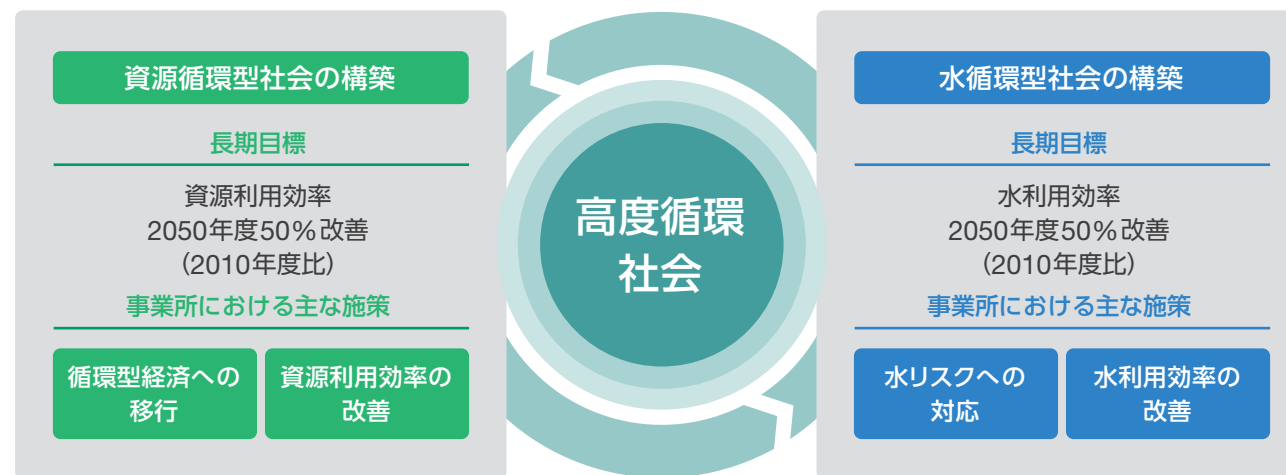 資源循環型社会の構築
長期目標
資源利用効率
2050年度50％改善
（2010年度比）
事業所における主な施策
循環型経済への
移行
資源利用効率の
改善
高度循環
社会
水循環型社会の構築
長期目標
水利用効率
2050年度50％改善
（2010年度比）
事業所における主な施策
水リスクへの
対応
水利用効率の
改善